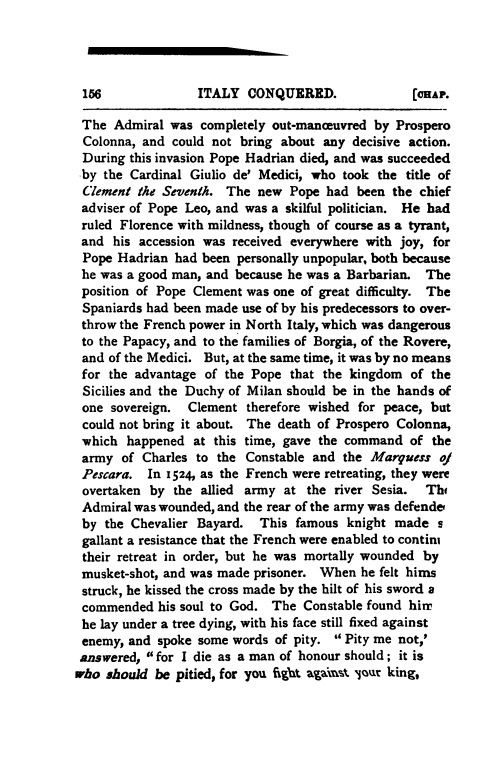 156 ITALY CONQUERED. [CHAP.
The Admiral was completely out-manœuvred by Prospero
Colonna, and could not bring about any decisive action.
During this invasion Pope Hadrian died, and was succeeded
by the Cardinal Giulio de' Medici, who took the title of
Clement the Seventh. The new Pope had been the chief
adviser of Pope Leo, and was a skilful politician. He had
ruled Florence with mildness, though of course as a tyrant,
and his accession was received everywhere with joy, for
Pope Hadrian had been personally unpopular, both because
he was a good man, and because he was a Barbarian. The
position of Pope Clement was one of great difficulty. The
Spaniards had been made use of by his predecessors to over-
throw the French power in North Italy, which was dangerous
to the Papacy, and to the families of Borgia, of the Rovere,
and of the Medici. But, at the same time, it was by no means
for the advantage of the Pope that the kingdom of the
Sicilies and the Duchy of Milan should be in the hands of
one sovereign. Clement therefore wished for peace, but
could not bring it about. The death of Prospero Colonna,
which happened at this time, gave the command of the
army of Charles to the Constable and the Marquess of
Pescara. In 1524, as the French were retreating, they were
overtaken by the allied army at the river Sesia. The
Admiral was wounded, and the rear of the army was defende
by the Chevalier Bayard. This famous knight made s
gallant a resistance that the French were enabled to contin
their retreat in order, but he was mortally wounded by
musket-shot, and was made prisoner. When he felt hims
struck, he kissed the cross made by the hilt of his sword a
commended his soul to God. The Constable found him
he lay under a tree dying, with his face still fixed against
enemy, and spoke some words of pity. “Pity me not,'
answered, “for I die as a man of honour should; it is
who should be pitied, for you fight against your king,